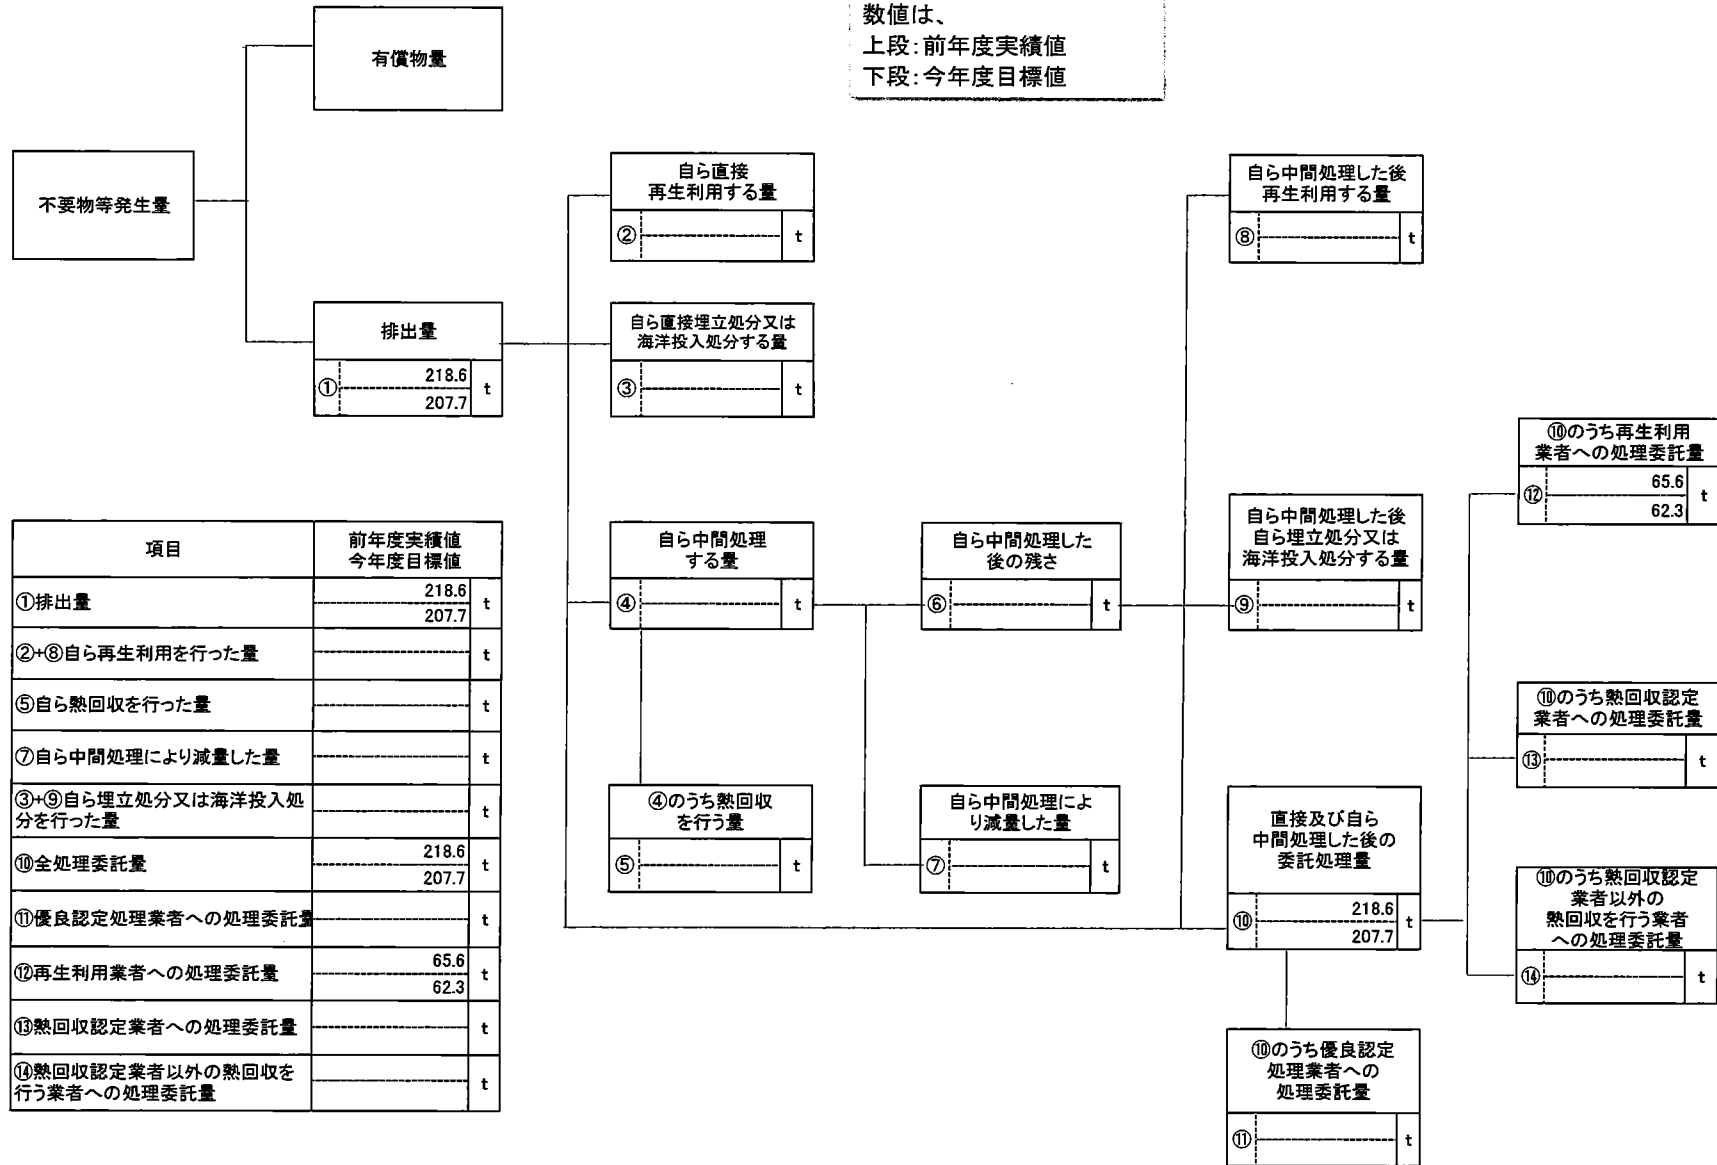 数値は、
上段:前年度実績値
下段:今年度目標値
有償物量
不要物等発生量
排出量
① 218.6 t
207.7
自ら直接
再生利用する量
② t
自ら直接埋立処分又は
海洋投入処分する量
③ t
自ら中間処理
する量
④ t
④のうち熱回収
を行う量
⑤ t
自ら中間処理した
後の残さ
⑥ t
自ら中間処理によ
り減量した量
⑦ t
自ら中間処理した後
再生利用する量
⑧ t
自ら中間処理した後
自ら埋立処分又は
海洋投入処分する量
⑨ t
直接及び自ら
中間処理した後の
委託処理量
⑩ 218.6 t
207.7
⑩のうち優良認定
処理業者への
処理委託量
⑪ t
⑩のうち再生利用
業者への処理委託量
⑫ 65.6 t
62.3
⑩のうち熱回収認定
業者への処理委託量
⑬ t
⑩のうち熱回収認定
業者以外の
熱回収を行う業者
への処理委託量
⑭ t
項目 前年度実績値
今年度目標値
①排出量 218.6 t
207.7
②+⑧自ら再生利用を行った量 t
⑤自ら熱回収を行った量 t
⑦自ら中間処理により減量した量 t
③+⑨自ら埋立処分又は海洋投入処
分を行った量 t
⑩全処理委託量 218.6 t
207.7
⑪優良認定処理業者への処理委託量 t
⑫再生利用業者への処理委託量 65.6 t
62.3
⑬熱回収認定業者への処理委託量 t
⑭熱回収認定業者以外の熱回収を
行う業者への処理委託量 t